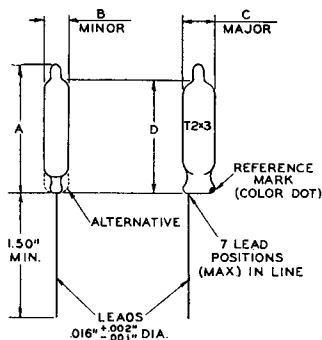 B
MINOR
C
MAJOR
A
D
T2×3
REFERENCE
MARK
(COLOR DOT)
ALTERNATIVE
1.50"
MIN.
7 LEAD
POSITIONS
(MAX) IN LINE
LEADS
.016" +.002" -.001" DIA.